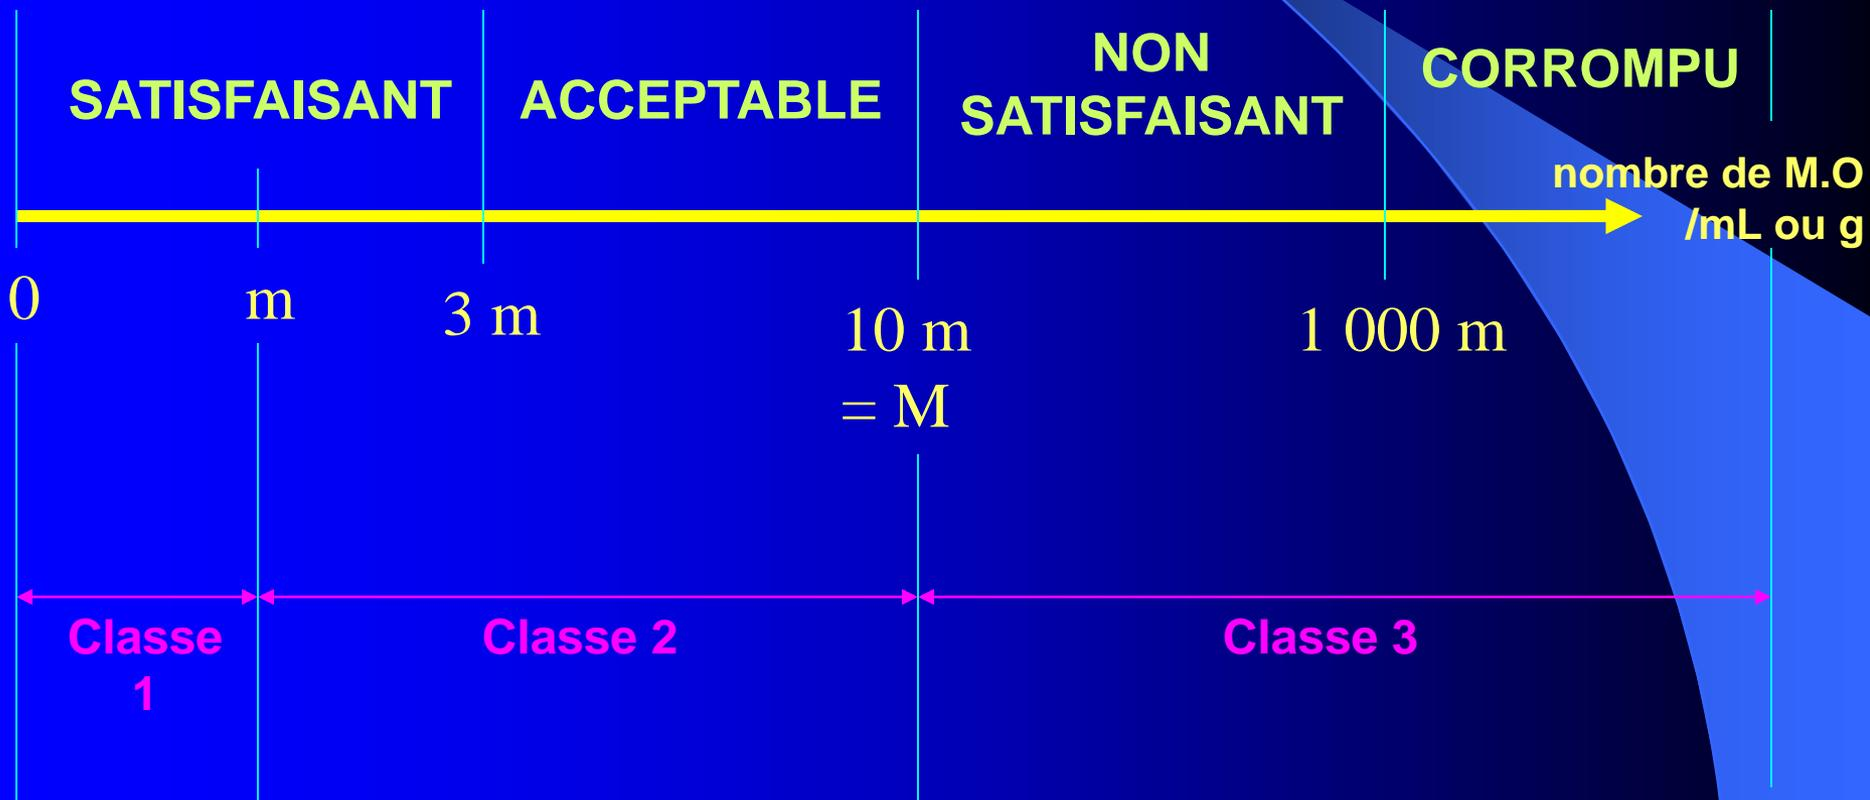 SATISFAISANT
ACCEPTABLE
NON
SATISFAISANT
CORROMPU
nombre de M.O
/mL ou g
0
m
3 m
10 m
= M
1 000 m
Classe
1
Classe 2
Classe 3